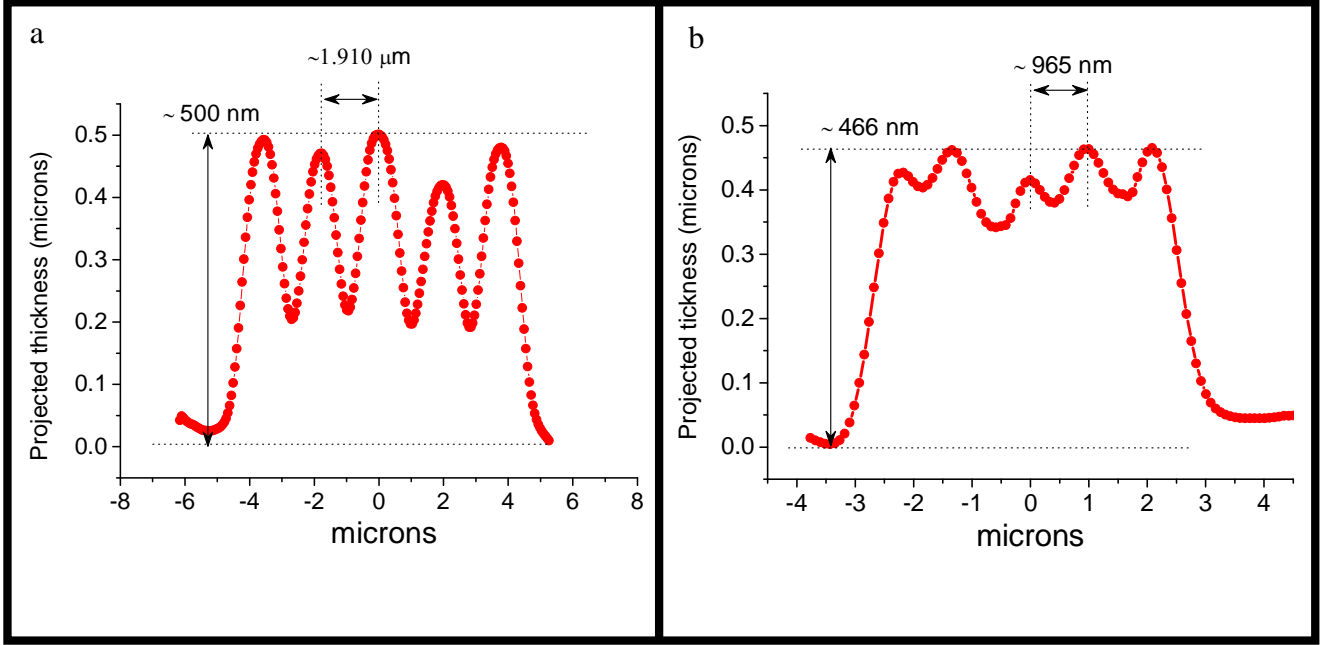 a
~1.910 μm
~ 500 nm
0.5
0.4
0.3
0.2
0.1
0.0
Projected thickness (microns)
-8 -6 -4 -2 0 2 4 6 8
microns
b
~ 965 nm
~ 466 nm
0.5
0.4
0.3
0.2
0.1
0.0
Projected tickness (microns)
-4 -3 -2 -1 0 1 2 3 4
microns